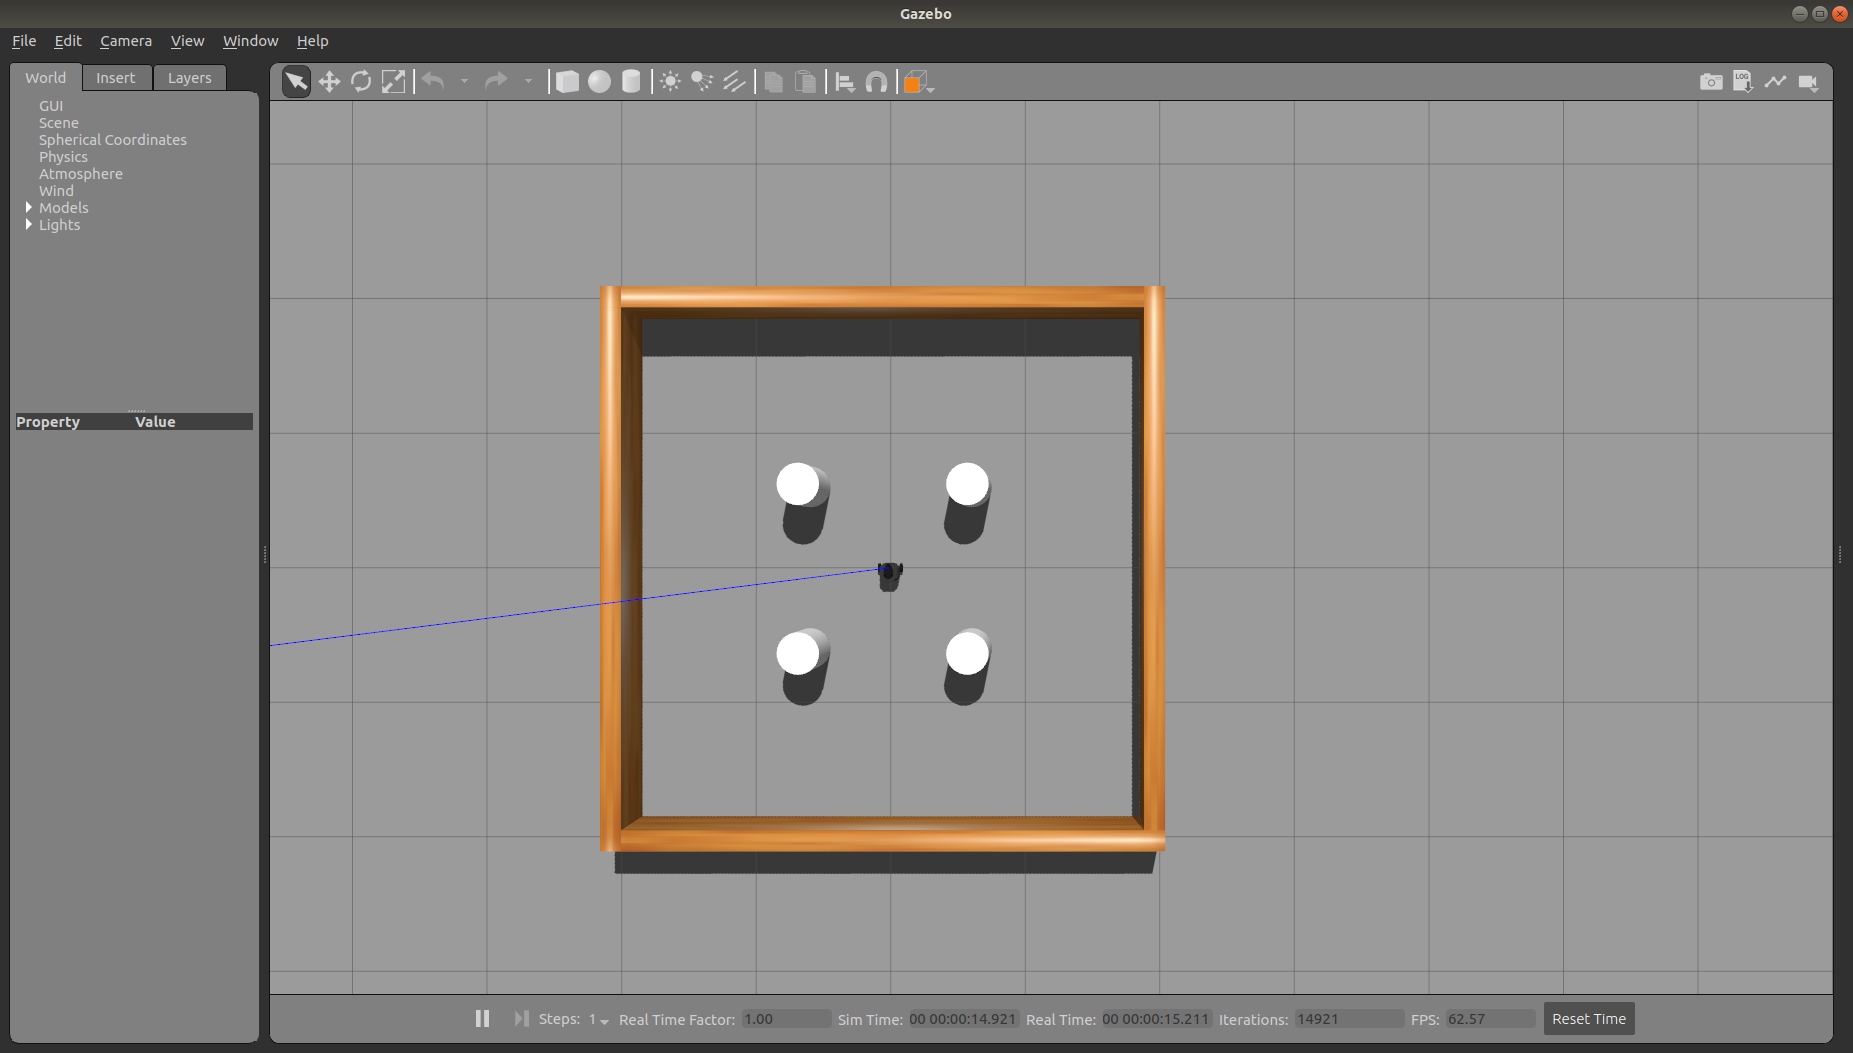 Gazebo
File Edit Camera View Window Help
World Insert Layers
LOG
GUI
Scene
Spherical Coordinates
Physics
Atmosphere
Wind
Models
Lights
Property Value
Steps: 1 Real Time Factor: 1.00 Sim Time: 00 00:00:14.921 Real Time: 00 00:00:15.211 Iterations: 14921 FPS: 62.57 Reset Time